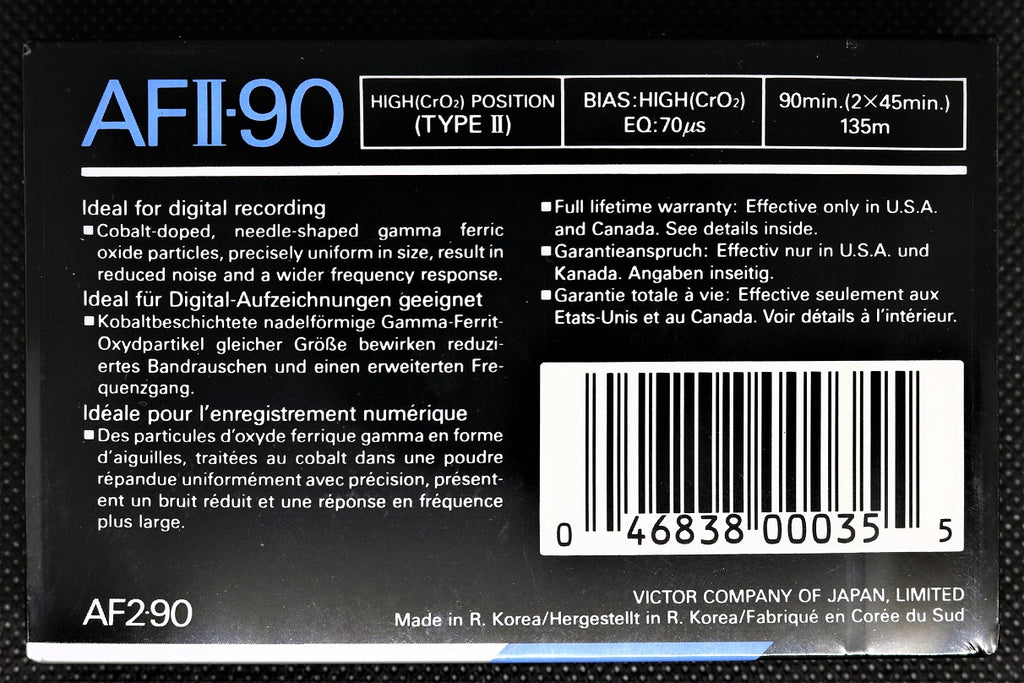 AFII·90
HIGH(CrO₂) POSITION
(TYPE II)
BIAS:HIGH(CrO₂)
EQ:70μs
90min.(2×45min.)
135m
Ideal for digital recording
■Cobalt-doped, needle-shaped gamma ferric
oxide particles, precisely uniform in size, result in
reduced noise and a wider frequency response.
Ideal für Digital-Aufzeichnungen geeignet
■Kobaltbeschichtete nadelförmige Gamma-Ferrit-
Oxydpartikel gleicher Größe bewirken reduzi-
ertes Bandrauschen und einen erweiterten Fre-
quenzgang.
Idéale pour l'enregistrement numérique
■Des particules d'oxyde ferrique gamma en forme
d'aiguilles, traitées au cobalt dans une poudre
répandue uniformément avec précision, présent-
ent un bruit réduit et une réponse en fréquence
plus large.
■Full lifetime warranty: Effective only in U.S.A.
and Canada. See details inside.
■Garantieanspruch: Effectiv nur in U.S.A. und
Kanada. Angaben inseitig.
■Garantie totale à vie: Effective seulement aux
Etats-Unis et au Canada. Voir détails à l'intérieur.
0 46838 00035 5
AF2·90
VICTOR COMPANY OF JAPAN, LIMITED
Made in R. Korea/Hergestellt in R. Korea/Fabriqué en Corée du Sud